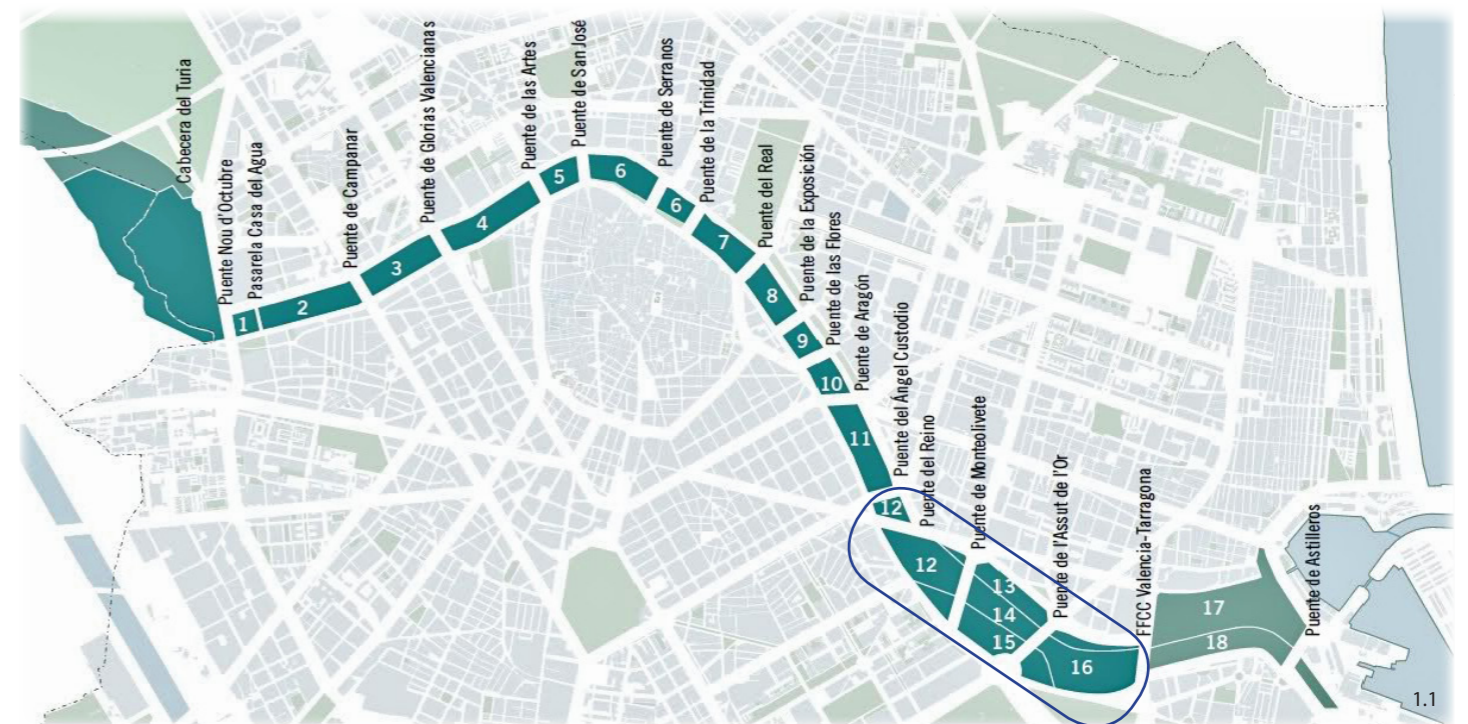 Cabecera del Turia
Puente Nou d'Octubre
Pasarela Casa del Agua
Puente de Campanar
Puente de Glorias Valencianas
Puente de las Artes
Puente de San José
Puente de Serranos
Puente de la Trinidad
Puente del Real
Puente de la Exposición
Puente de las Flores
Puente de Aragón
Puente del Ángel Custodio
Puente del Reino
Puente de Monteolivete
Puente de l'Assut de l'Or
FFCC Valencia-Tarragona
Puente de Astilleros
1
2
3
4
5
6
6
7
8
9
10
11
12
12
13
14
15
16
17
18
1.1